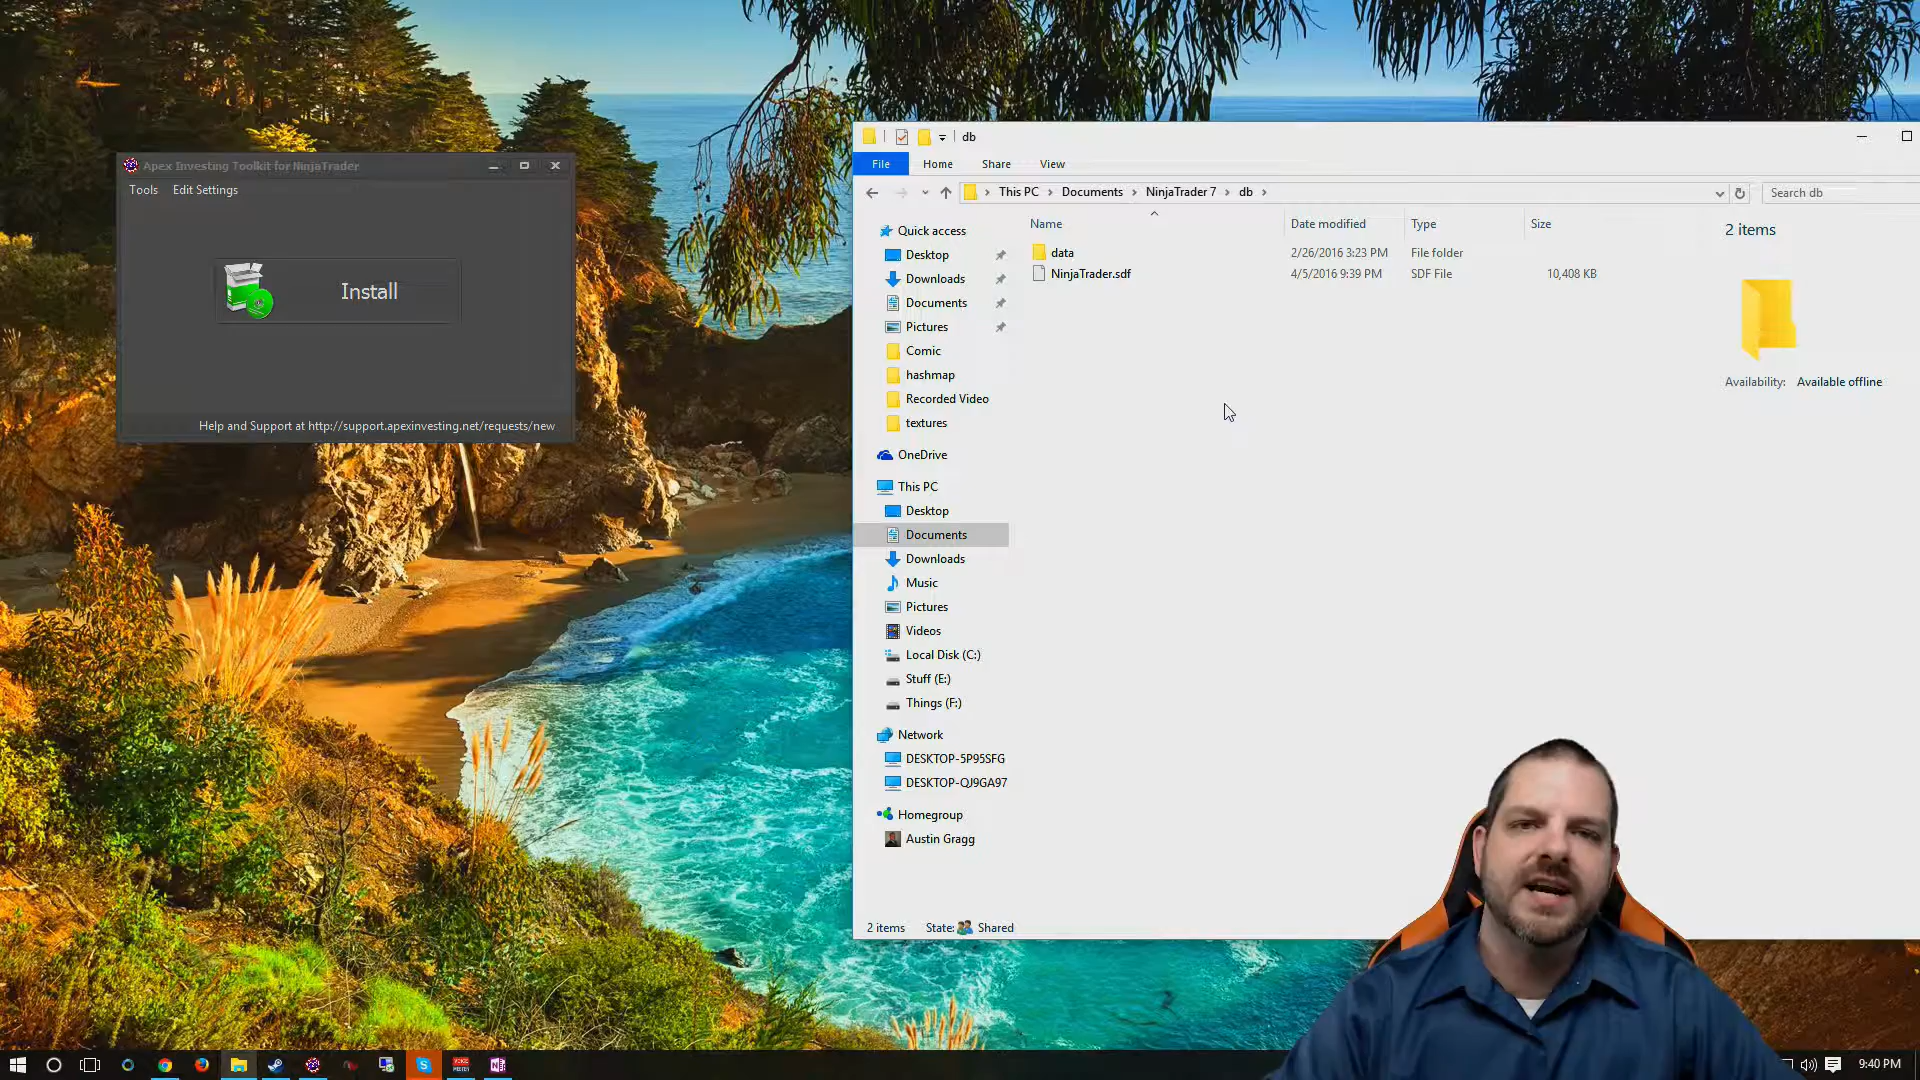 Apex Investing Toolkit for NinjaTrader
Tools Edit Settings
Install
Help and Support at http://support.apexinvesting.net/requests/new
db
File Home Share View
This PC Documents NinjaTrader 7 db
Search db
Name Date modified Type Size
data 2/26/2016 3:23 PM File folder
NinjaTrader.sdf 4/5/2016 9:39 PM SDF File 10,408 KB
2 items
Availability: Available offline
Quick access
Desktop
Downloads
Documents
Pictures
Comic
hashmap
Recorded Video
textures
OneDrive
This PC
Desktop
Documents
Downloads
Music
Pictures
Videos
Local Disk (C:)
Stuff (E:)
Things (F:)
Network
DESKTOP-5P95SFG
DESKTOP-QJ9GA97
Homegroup
Austin Gragg
2 items State: Shared
9:40 PM